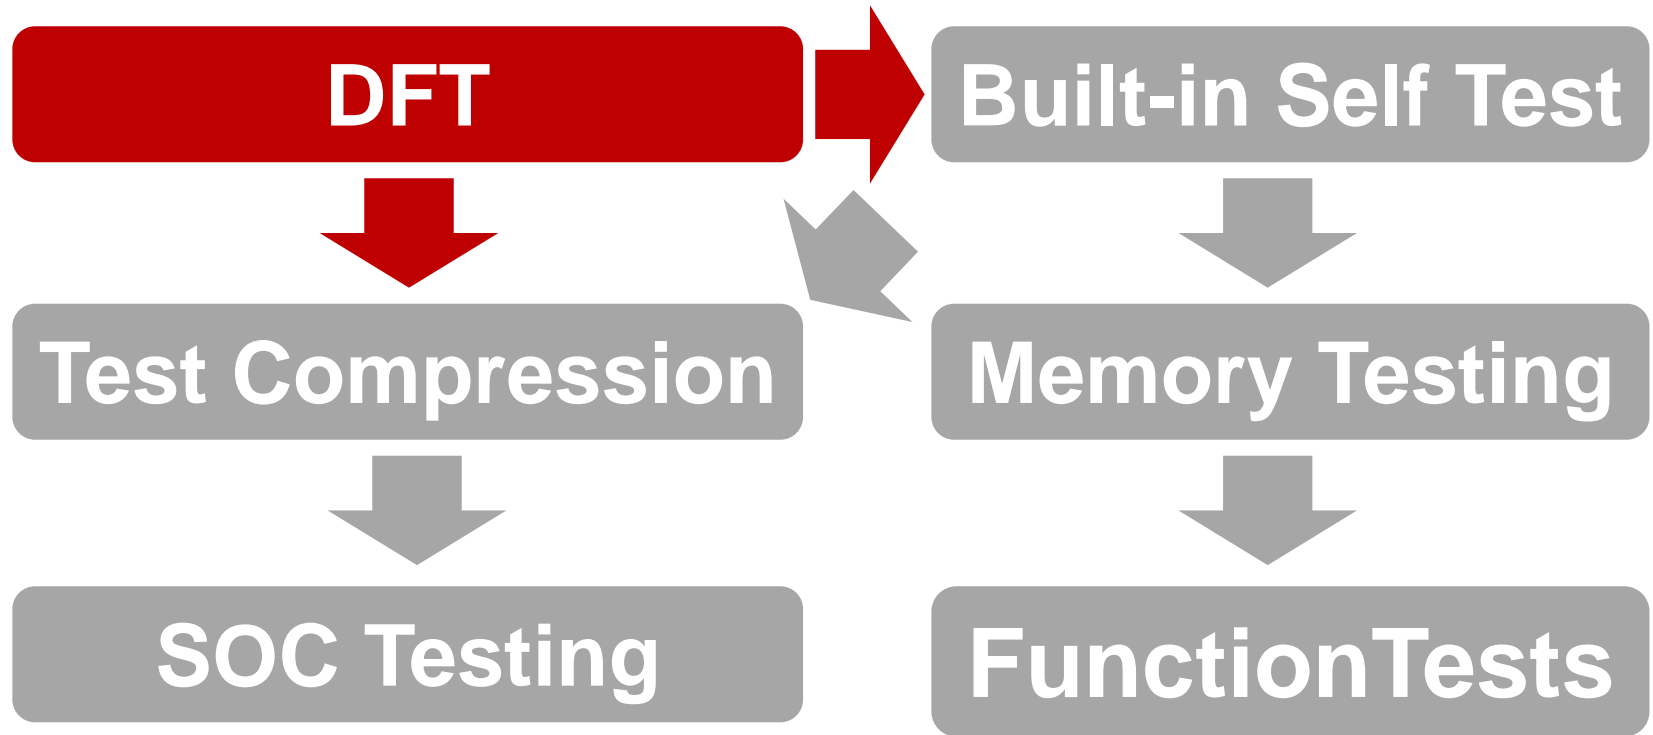 DFT
Built-in Self Test
Test Compression
Memory Testing
SOC Testing
FunctionTests